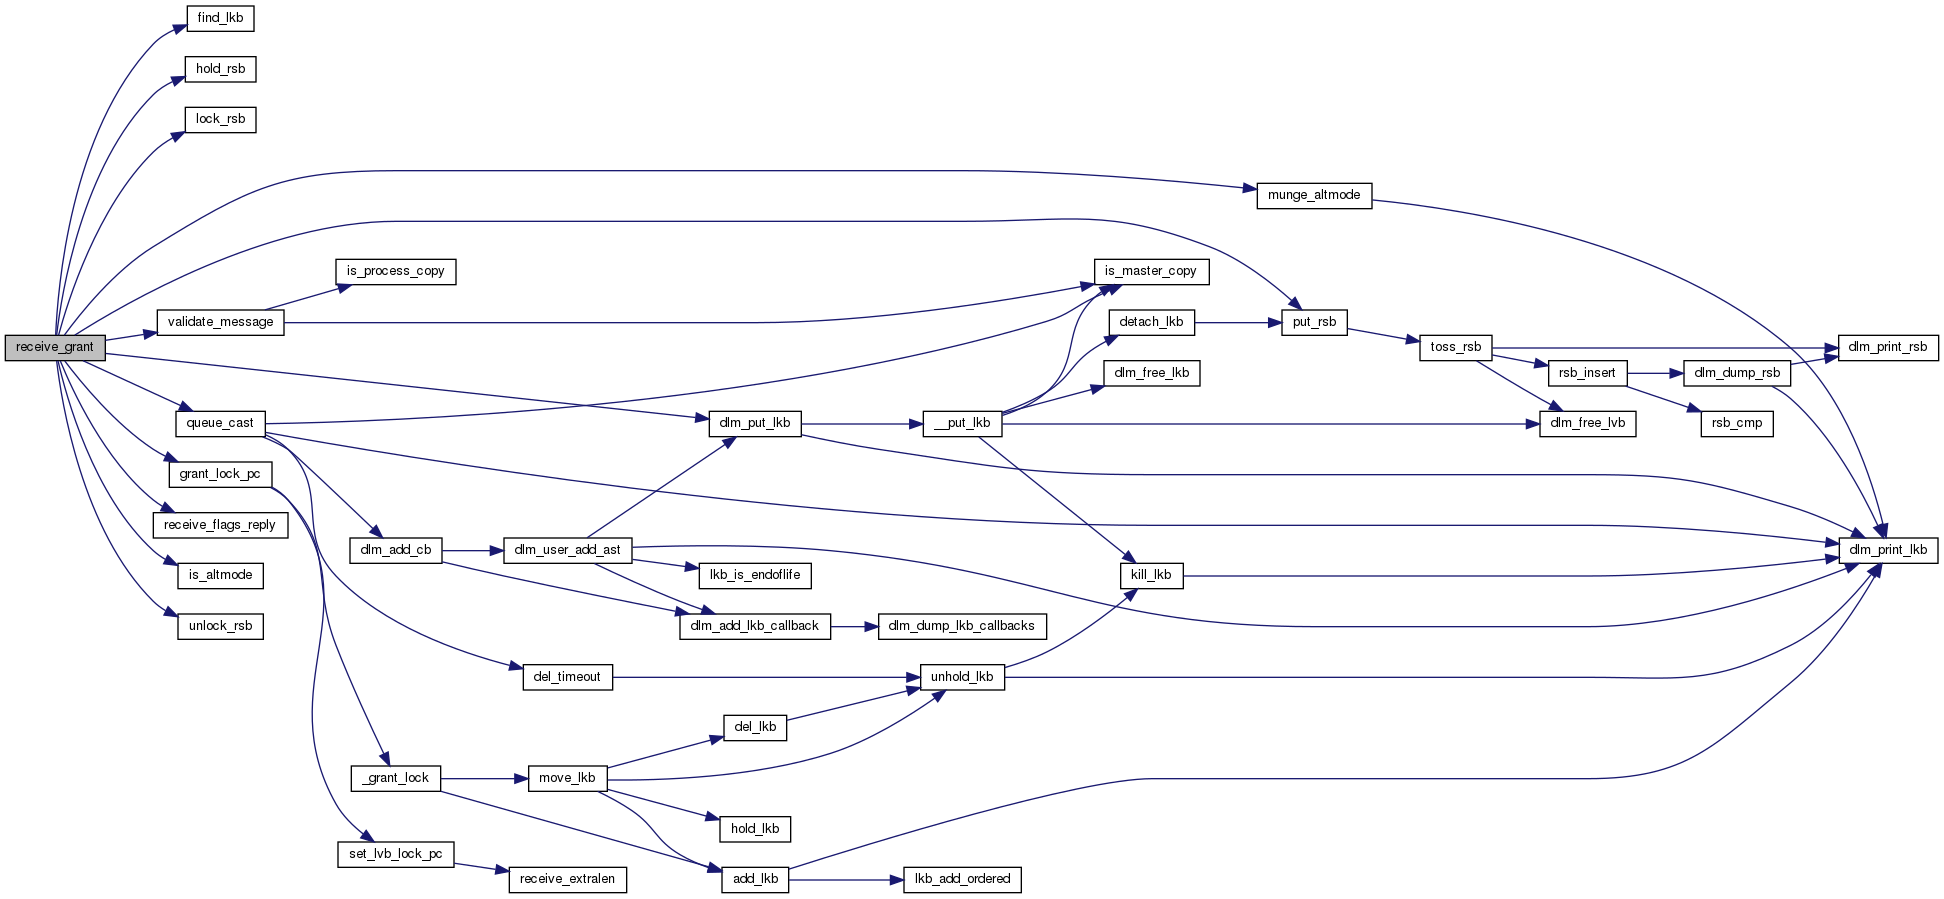 find_lkb
hold_rsb
lock_rsb
munge_altmode
is_process_copy
is_master_copy
validate_message
detach_lkb
put_rsb
receive_grant
toss_rsb
dlm_print_rsb
dlm_free_lkb
rsb_insert
dlm_dump_rsb
queue_cast
dlm_put_lkb
__put_lkb
dlm_free_lvb
rsb_cmp
grant_lock_pc
receive_flags_reply
dlm_add_cb
dlm_user_add_ast
dlm_print_lkb
is_altmode
lkb_is_endoflife
kill_lkb
unlock_rsb
dlm_add_lkb_callback
dlm_dump_lkb_callbacks
del_timeout
unhold_lkb
del_lkb
_grant_lock
move_lkb
hold_lkb
set_lvb_lock_pc
receive_extralen
add_lkb
lkb_add_ordered